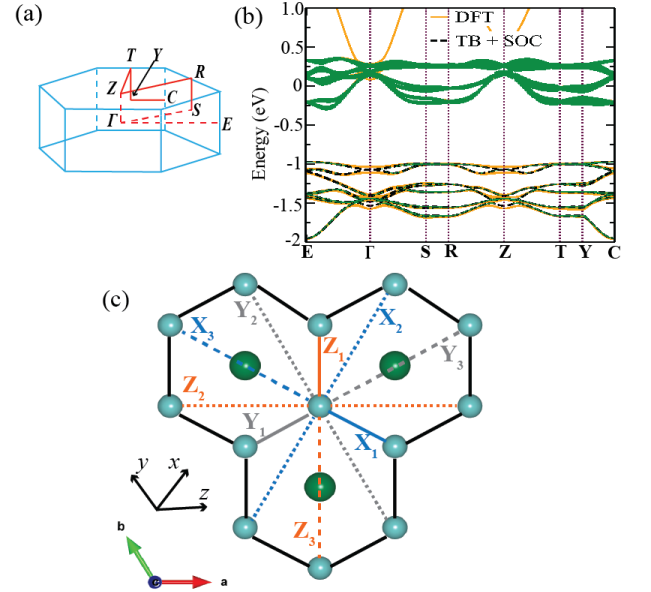 (a)
T
Y
Z
R
C
S
Γ
E
(b)
1.0
0.5
0
-0.5
-1
-1.5
-2
Energy (eV)
DFT
TB + SOC
E Γ S R Z T Y C
(c)
X₃ Y₂ X₂
Z₁ Y₃
Z₂
Y₁ X₁
Z₃
y x z
b
c a